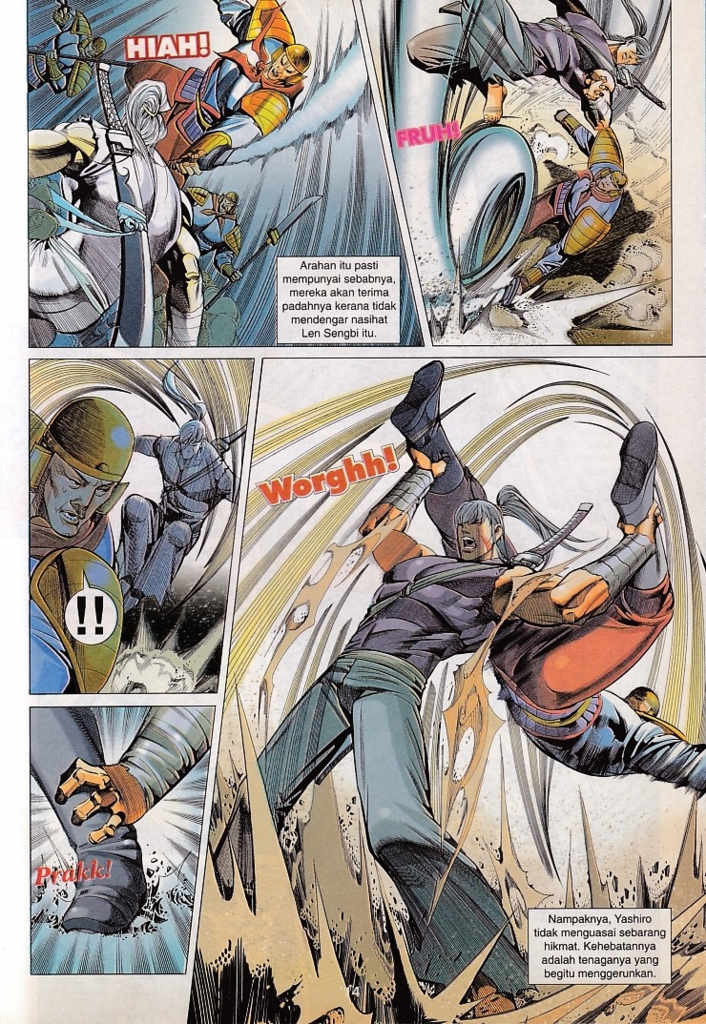 HIAH!
FRUH!
Arahan itu pasti
mempunyai sebabnya,
mereka akan terima
padahnya kerana tidak
mendengar nasihat
Len Sengbi itu.
!!
Worghh!
Prakk!
Nampaknya, Yashiro
tidak menguasai sebarang
hikmat. Kehebatannya
adalah tenaganya yang
begitu menggerunkan.